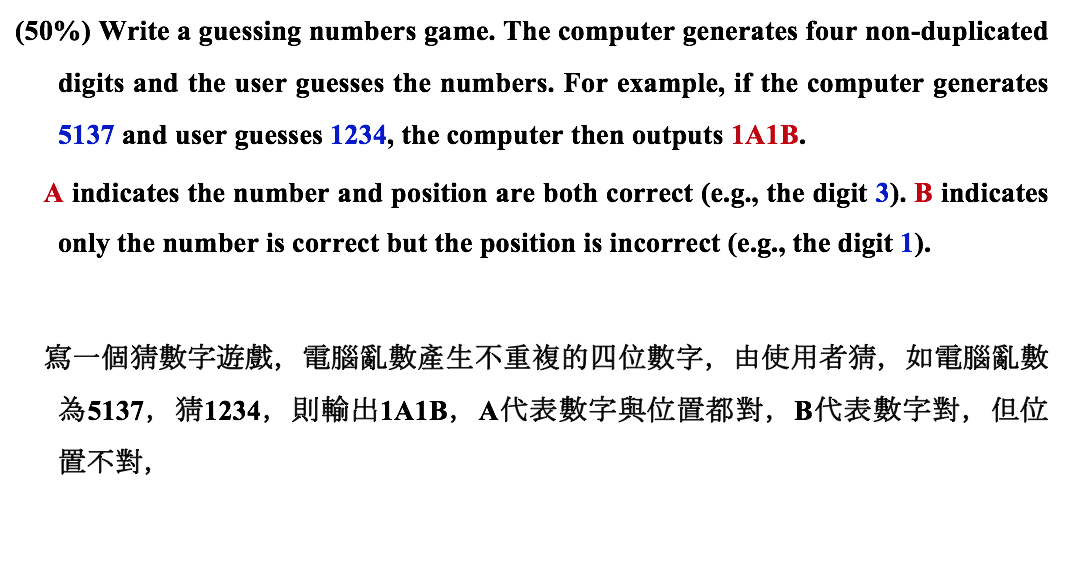 (50%) Write a guessing numbers game. The computer generates four non-duplicated
digits and the user guesses the numbers. For example, if the computer generates
5137 and user guesses 1234, the computer then outputs 1A1B.
A indicates the number and position are both correct (e.g., the digit 3). B indicates
only the number is correct but the position is incorrect (e.g., the digit 1).
寫一個猜數字遊戲，電腦亂數產生不重複的四位數字，由使用者猜，如電腦亂數
為5137，猜1234，則輸出1A1B，A代表數字與位置都對，B代表數字對，但位
置不對，